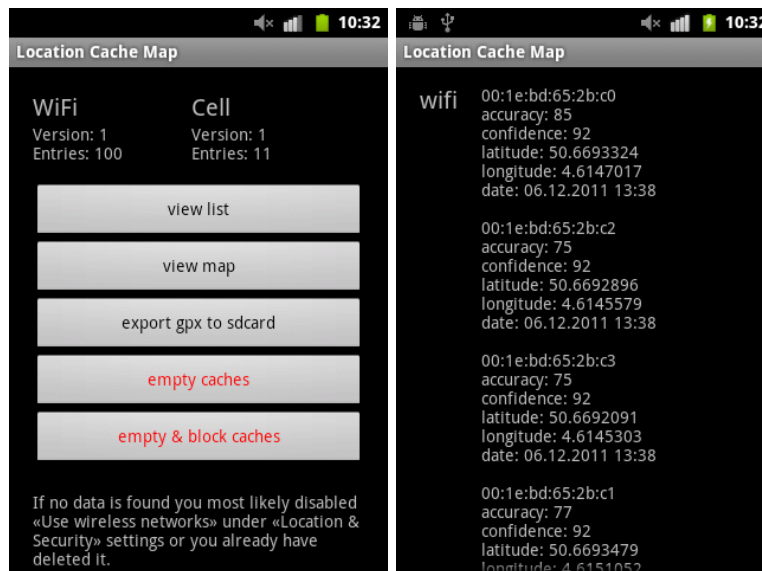 10:32
Location Cache Map
WiFi Cell
Version: 1 Version: 1
Entries: 100 Entries: 11
view list
view map
export gpx to sdcard
empty caches
empty & block caches
If no data is found you most likely disabled
«Use wireless networks» under «Location &
Security» settings or you already have
deleted it.
10:32
Location Cache Map
wifi
00:1e:bd:65:2b:c0
accuracy: 85
confidence: 92
latitude: 50.6693324
longitude: 4.6147017
date: 06.12.2011 13:38
00:1e:bd:65:2b:c2
accuracy: 75
confidence: 92
latitude: 50.6692896
longitude: 4.6145579
date: 06.12.2011 13:38
00:1e:bd:65:2b:c3
accuracy: 75
confidence: 92
latitude: 50.6692091
longitude: 4.6145303
date: 06.12.2011 13:38
00:1e:bd:65:2b:c1
accuracy: 77
confidence: 92
latitude: 50.6693479
longitude: 4.6151052